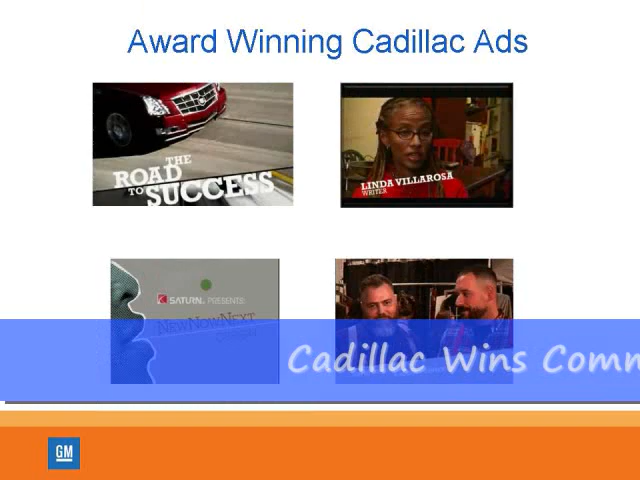 Award Winning Cadillac Ads
THE
ROAD
TO SUCCESS
LINDA VILLAROSA
WRITER
SATURN. PRESENTS:
NEWNOWNEXT
Cadillac Wins Comm
GM